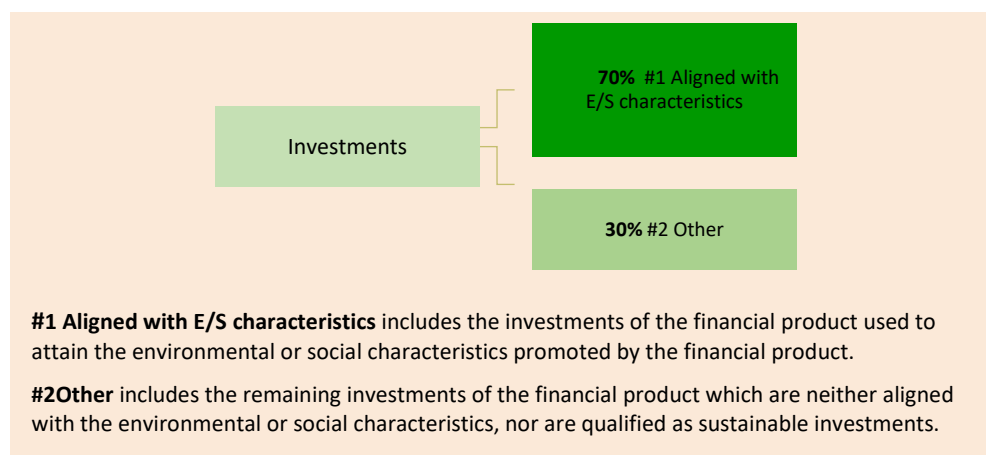 70% #1 Aligned with
E/S characteristics
Investments
30% #2 Other
#1 Aligned with E/S characteristics includes the investments of the financial product used to
attain the environmental or social characteristics promoted by the financial product.
#2Other includes the remaining investments of the financial product which are neither aligned
with the environmental or social characteristics, nor are qualified as sustainable investments.